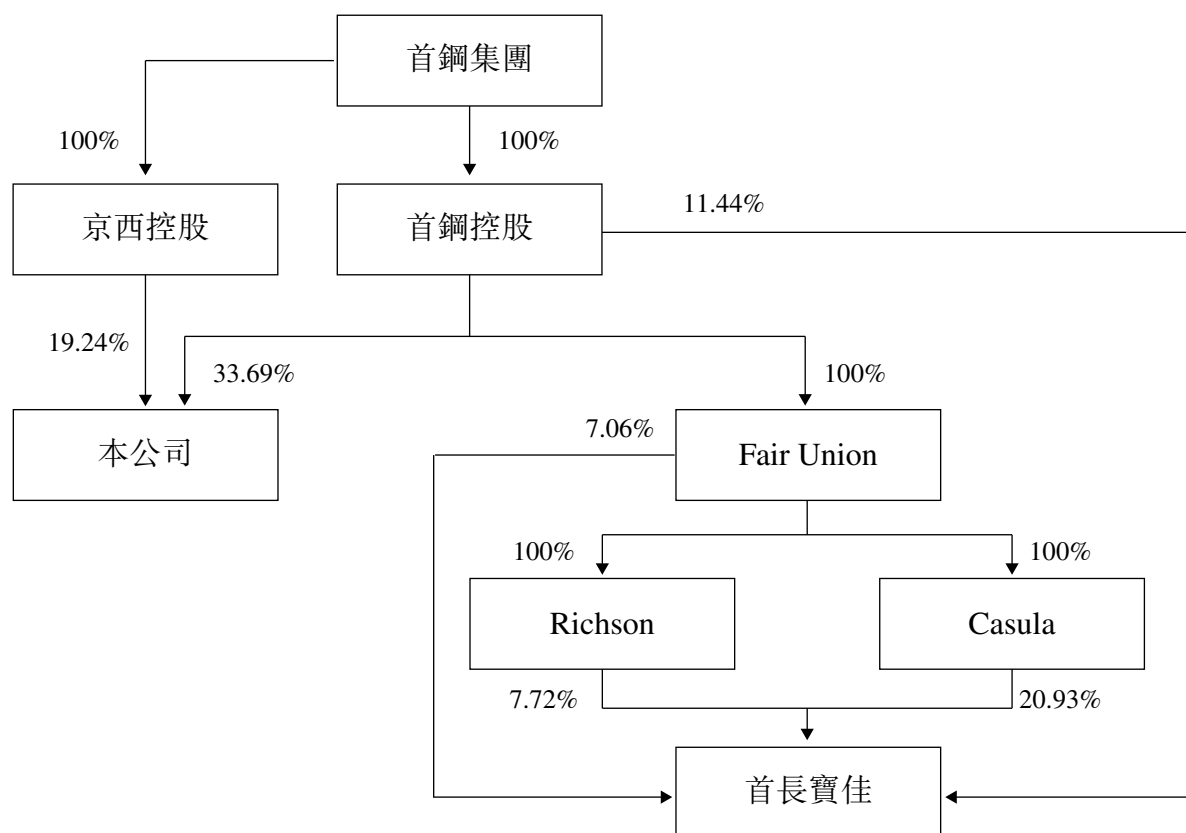 首鋼集團
100%
100%
京西控股
首鋼控股
11.44%
19.24%
33.69%
100%
本公司
7.06%
Fair Union
100%
100%
Richson
Casula
7.72%
20.93%
首長寶佳